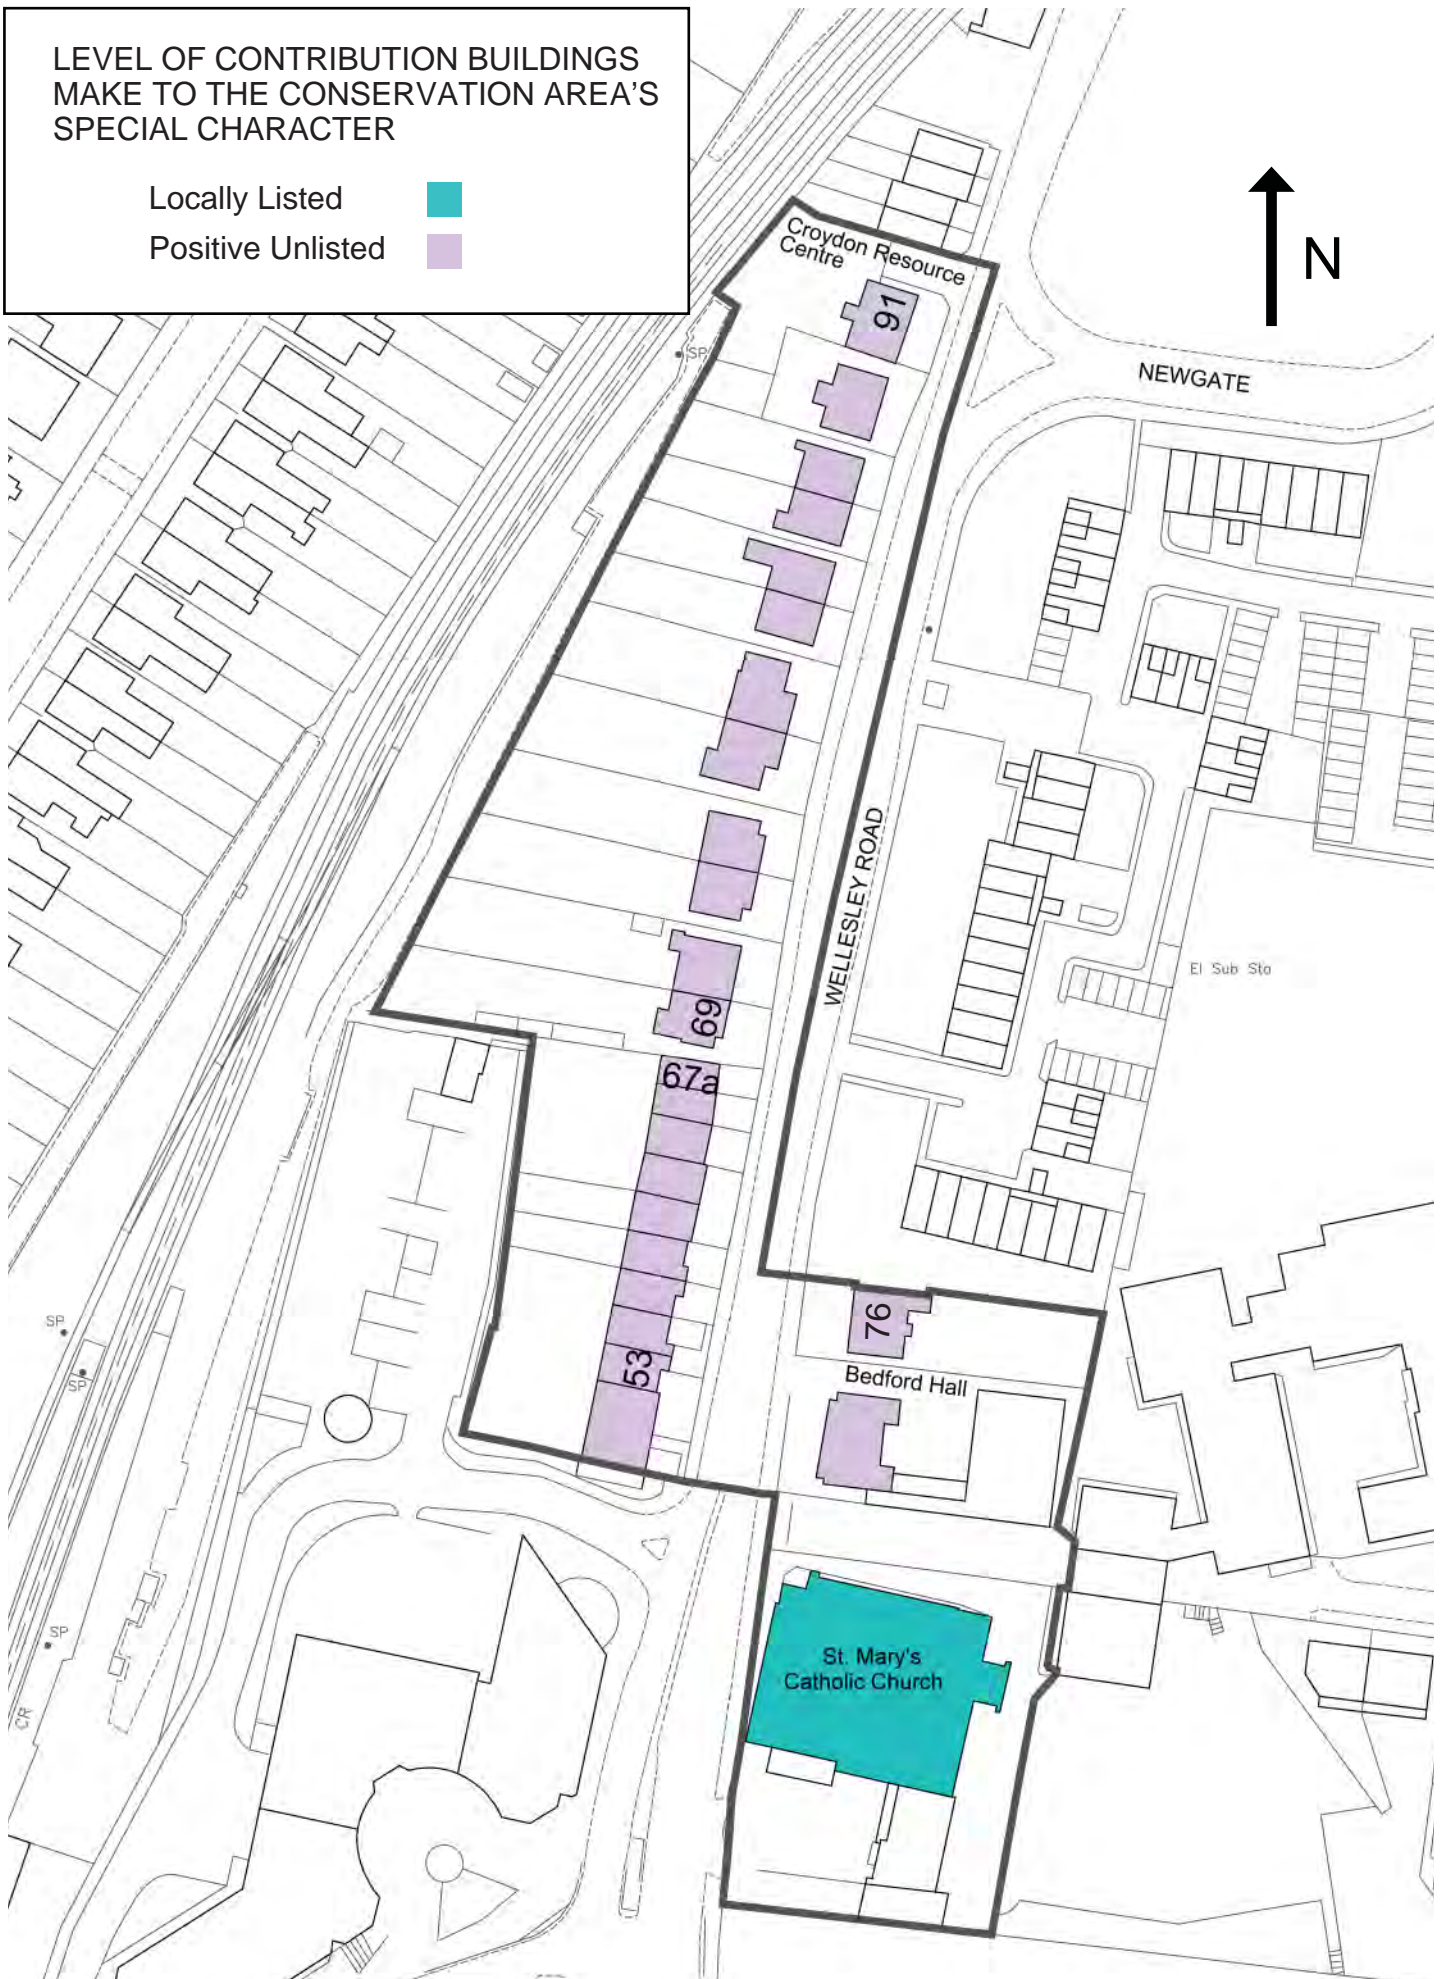 LEVEL OF CONTRIBUTION BUILDINGS
MAKE TO THE CONSERVATION AREA'S
SPECIAL CHARACTER
Locally Listed
Positive Unlisted
N
Croydon Resource
Centre
91
SP
NEWGATE
WELLESLEY ROAD
El Sub Sta
69
67a
76
SP
53
SP
Bedford Hall
SP
St. Mary's
Catholic Church
CR